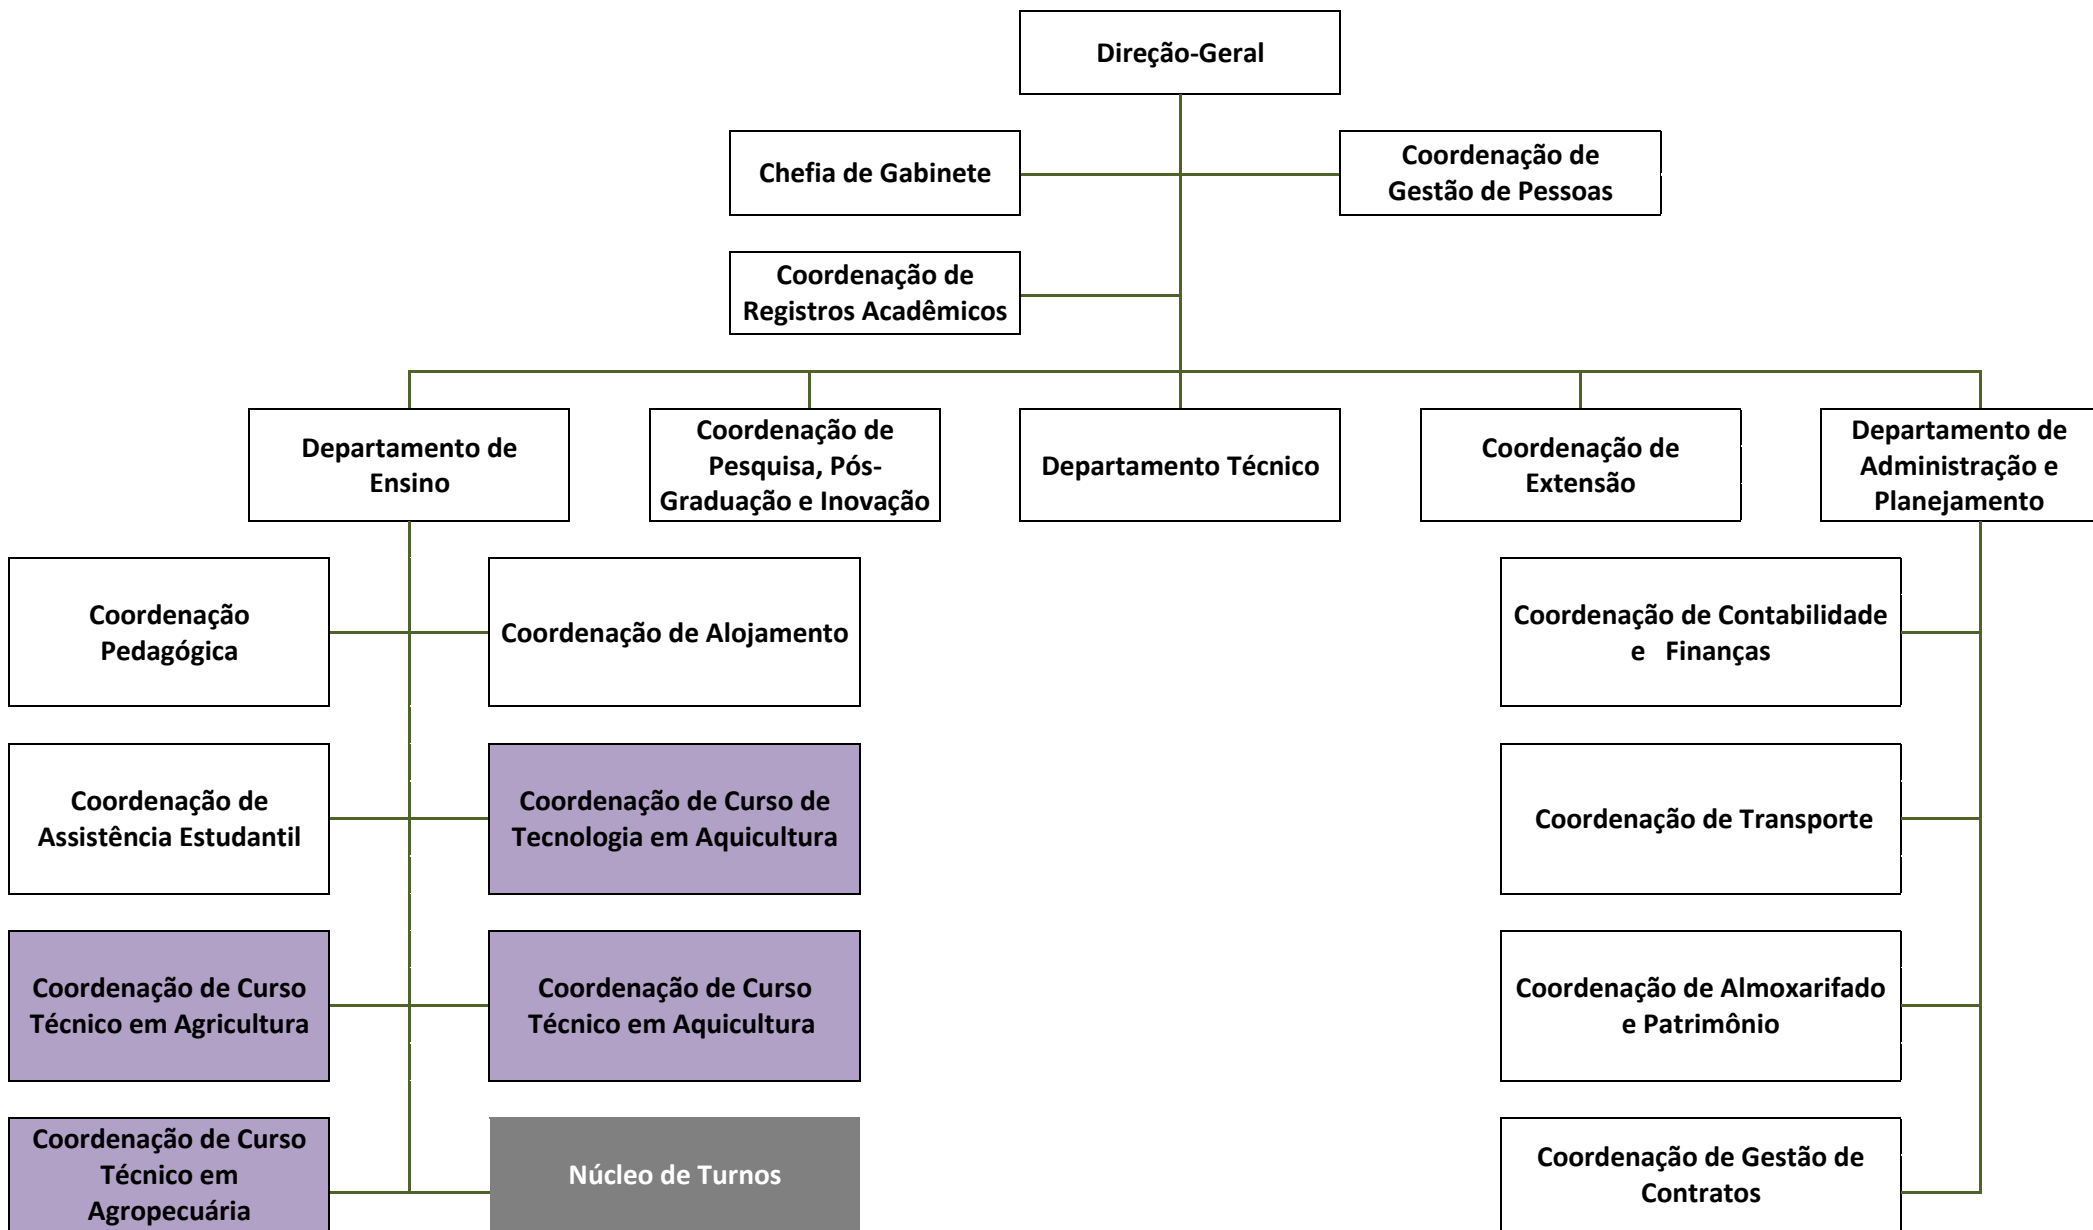 Direção-Geral
Chefia de Gabinete
Coordenação de
Gestão de Pessoas
Coordenação de
Registros Acadêmicos
Departamento de
Ensino
Coordenação de
Pesquisa, Pós-
Graduação e Inovação
Departamento Técnico
Coordenação de
Extensão
Departamento de
Administração e
Planejamento
Coordenação
Pedagógica
Coordenação de Alojamento
Coordenação de Contabilidade
e Finanças
Coordenação de
Assistência Estudantil
Coordenação de Curso de
Tecnologia em Aquicultura
Coordenação de Transporte
Coordenação de Curso
Técnico em Agricultura
Coordenação de Curso
Técnico em Aquicultura
Coordenação de Almoxarifado
e Patrimônio
Coordenação de Curso
Técnico em
Agropecuária
Núcleo de Turnos
Coordenação de Gestão de
Contratos